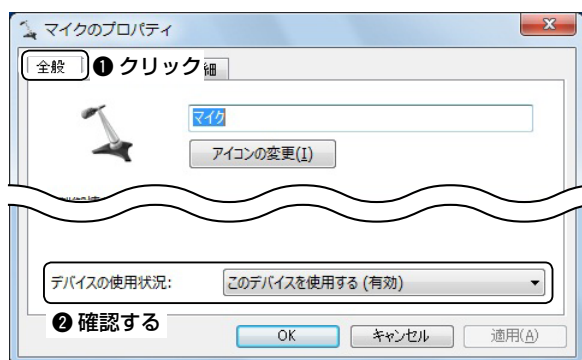 マイクのプロパティ
全般 ❶ クリック 細
マイク
アイコンの変更(I)
デバイスの使用状況: このデバイスを使用する (有効)
❷ 確認する
OK キャンセル 適用(A)